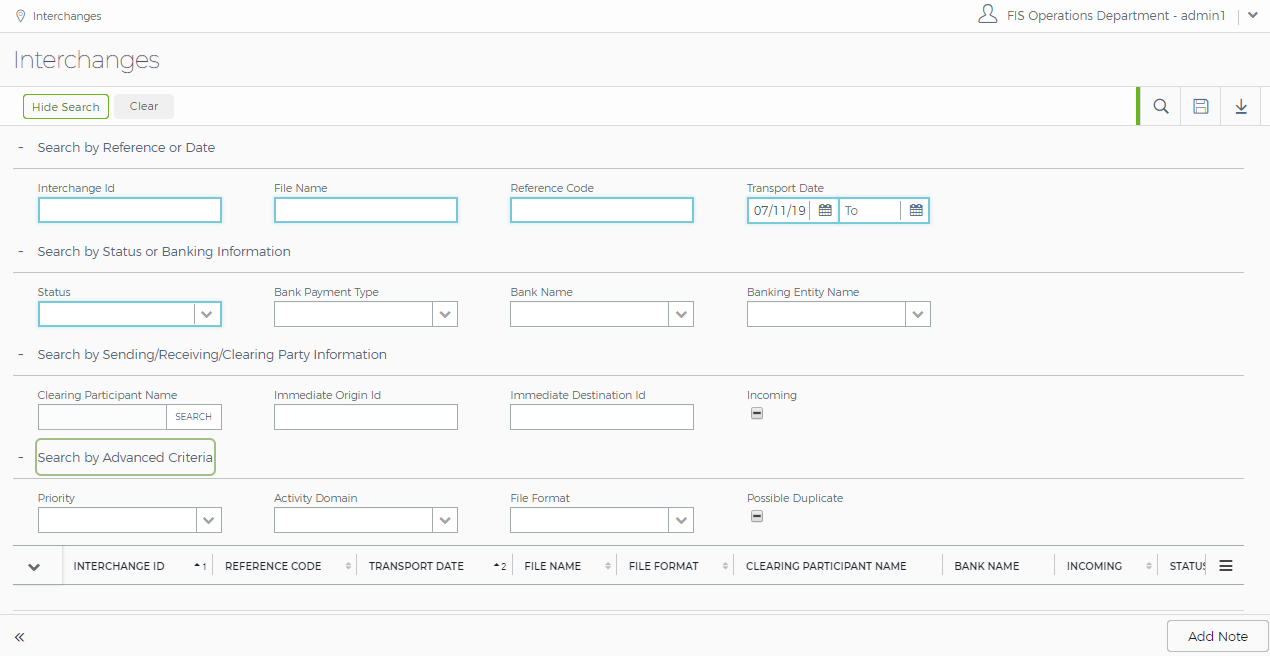 Interchanges
FIS Operations Department - admin1
Interchanges
Hide Search Clear
- Search by Reference or Date
Interchange Id File Name Reference Code Transport Date
07/11/19 To
- Search by Status or Banking Information
Status Bank Payment Type Bank Name Banking Entity Name
- Search by Sending/Receiving/Clearing Party Information
Clearing Participant Name Immediate Origin Id Immediate Destination Id Incoming
SEARCH
- Search by Advanced Criteria
Priority Activity Domain File Format Possible Duplicate
INTERCHANGE ID 1 REFERENCE CODE TRANSPORT DATE 2 FILE NAME FILE FORMAT CLEARING PARTICIPANT NAME BANK NAME INCOMING STATUS
« Add Note